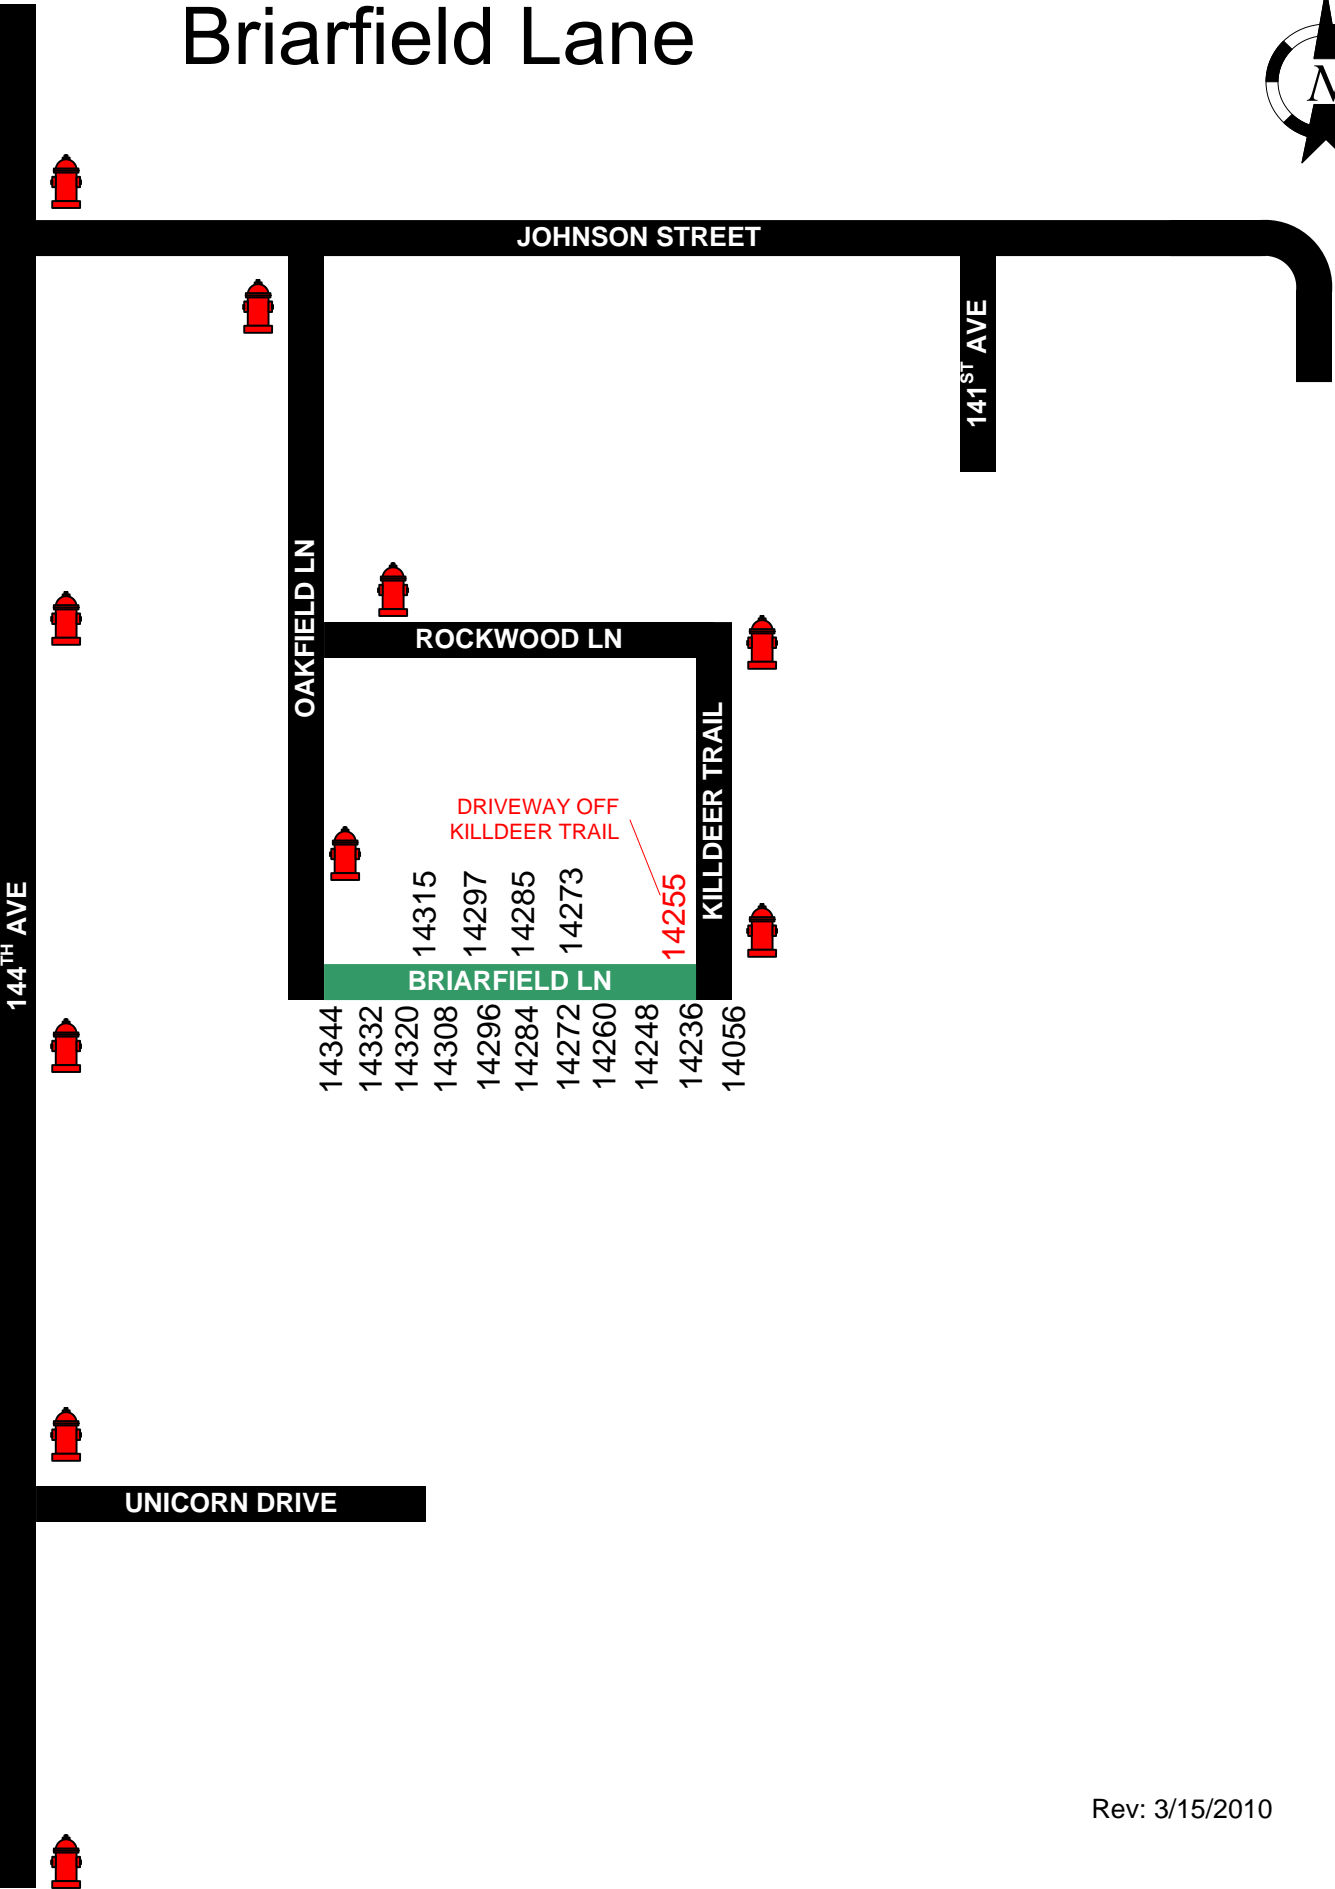 Briarfield Lane
N
JOHNSON STREET
141ST AVE
OAKFIELD LN
ROCKWOOD LN
KILLDEER TRAIL
DRIVEWAY OFF
KILLDEER TRAIL
14315
14297
14285
14273
14255
144TH AVE
BRIARFIELD LN
14344
14332
14320
14308
14296
14284
14272
14260
14248
14236
14056
UNICORN DRIVE
Rev: 3/15/2010